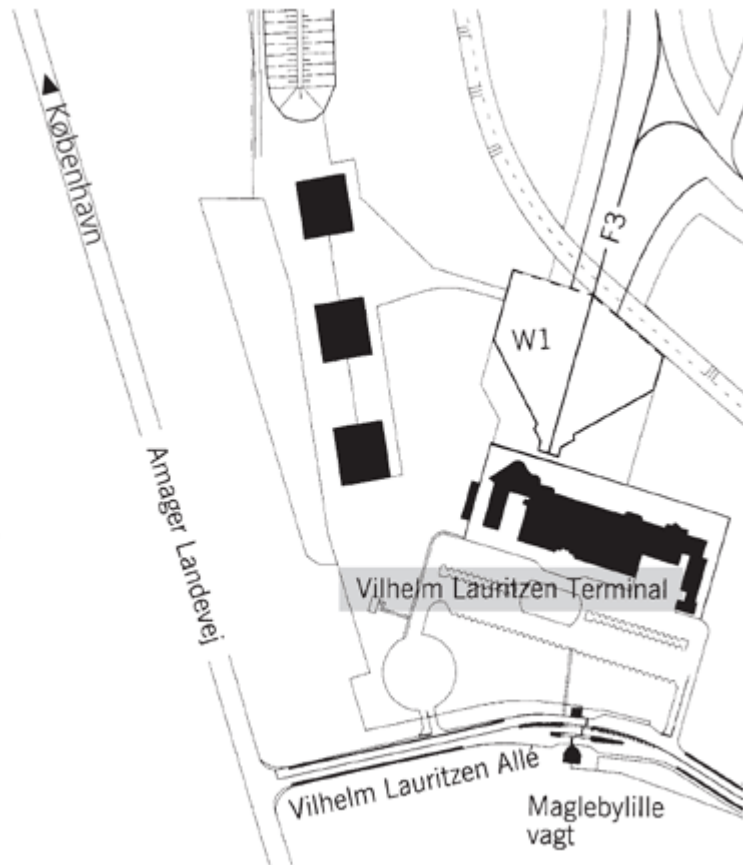 København
F3
W1
Amager Landevej
Vilhelm Lauritzen Terminal
Vilhelm Lauritzen Allé
Maglebylille
vagt